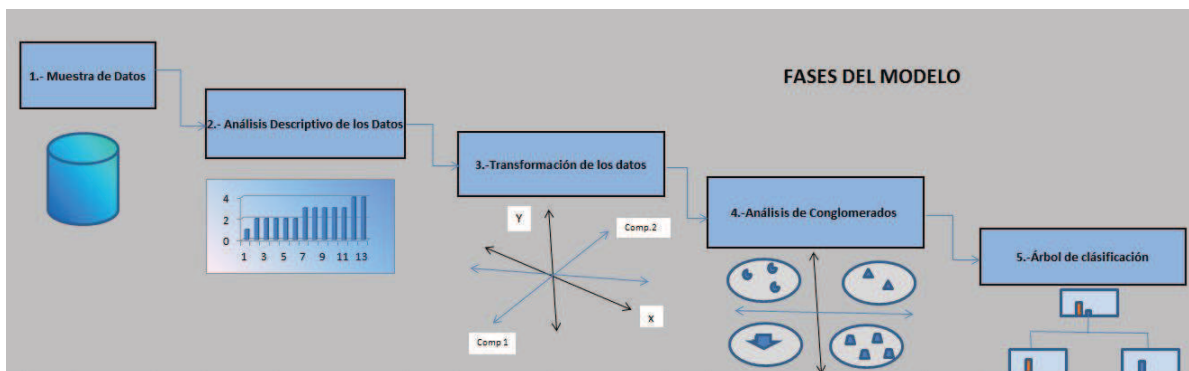 FASES DEL MODELO
1.- Muestra de Datos
2.- Análisis Descriptivo de los Datos
4
2
0
1 3 5 7 9 11 13
3.-Transformación de los datos
Y
Comp.2
X
Comp 1
4.-Análisis de Conglomerados
5.-Árbol de clásificación